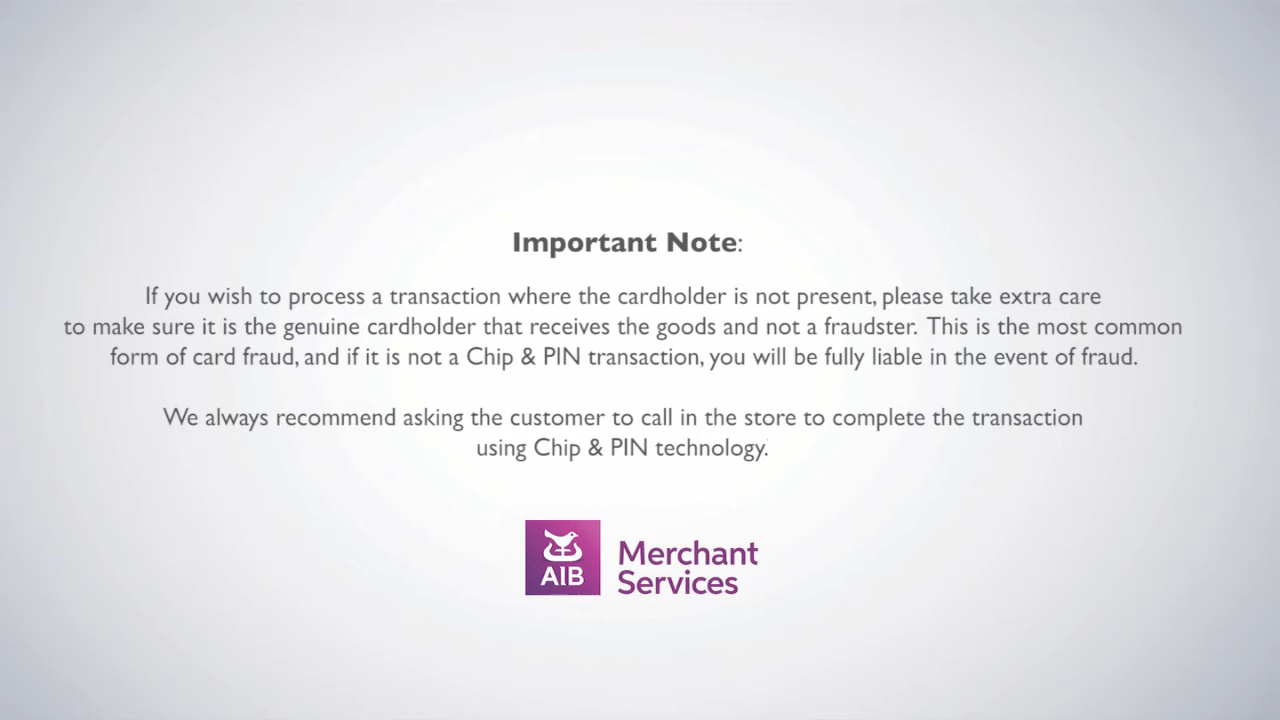 Important Note:
If you wish to process a transaction where the cardholder is not present, please take extra care
to make sure it is the genuine cardholder that receives the goods and not a fraudster. This is the most common
form of card fraud, and if it is not a Chip & PIN transaction, you will be fully liable in the event of fraud.
We always recommend asking the customer to call in the store to complete the transaction
using Chip & PIN technology.
AIB
Merchant
Services